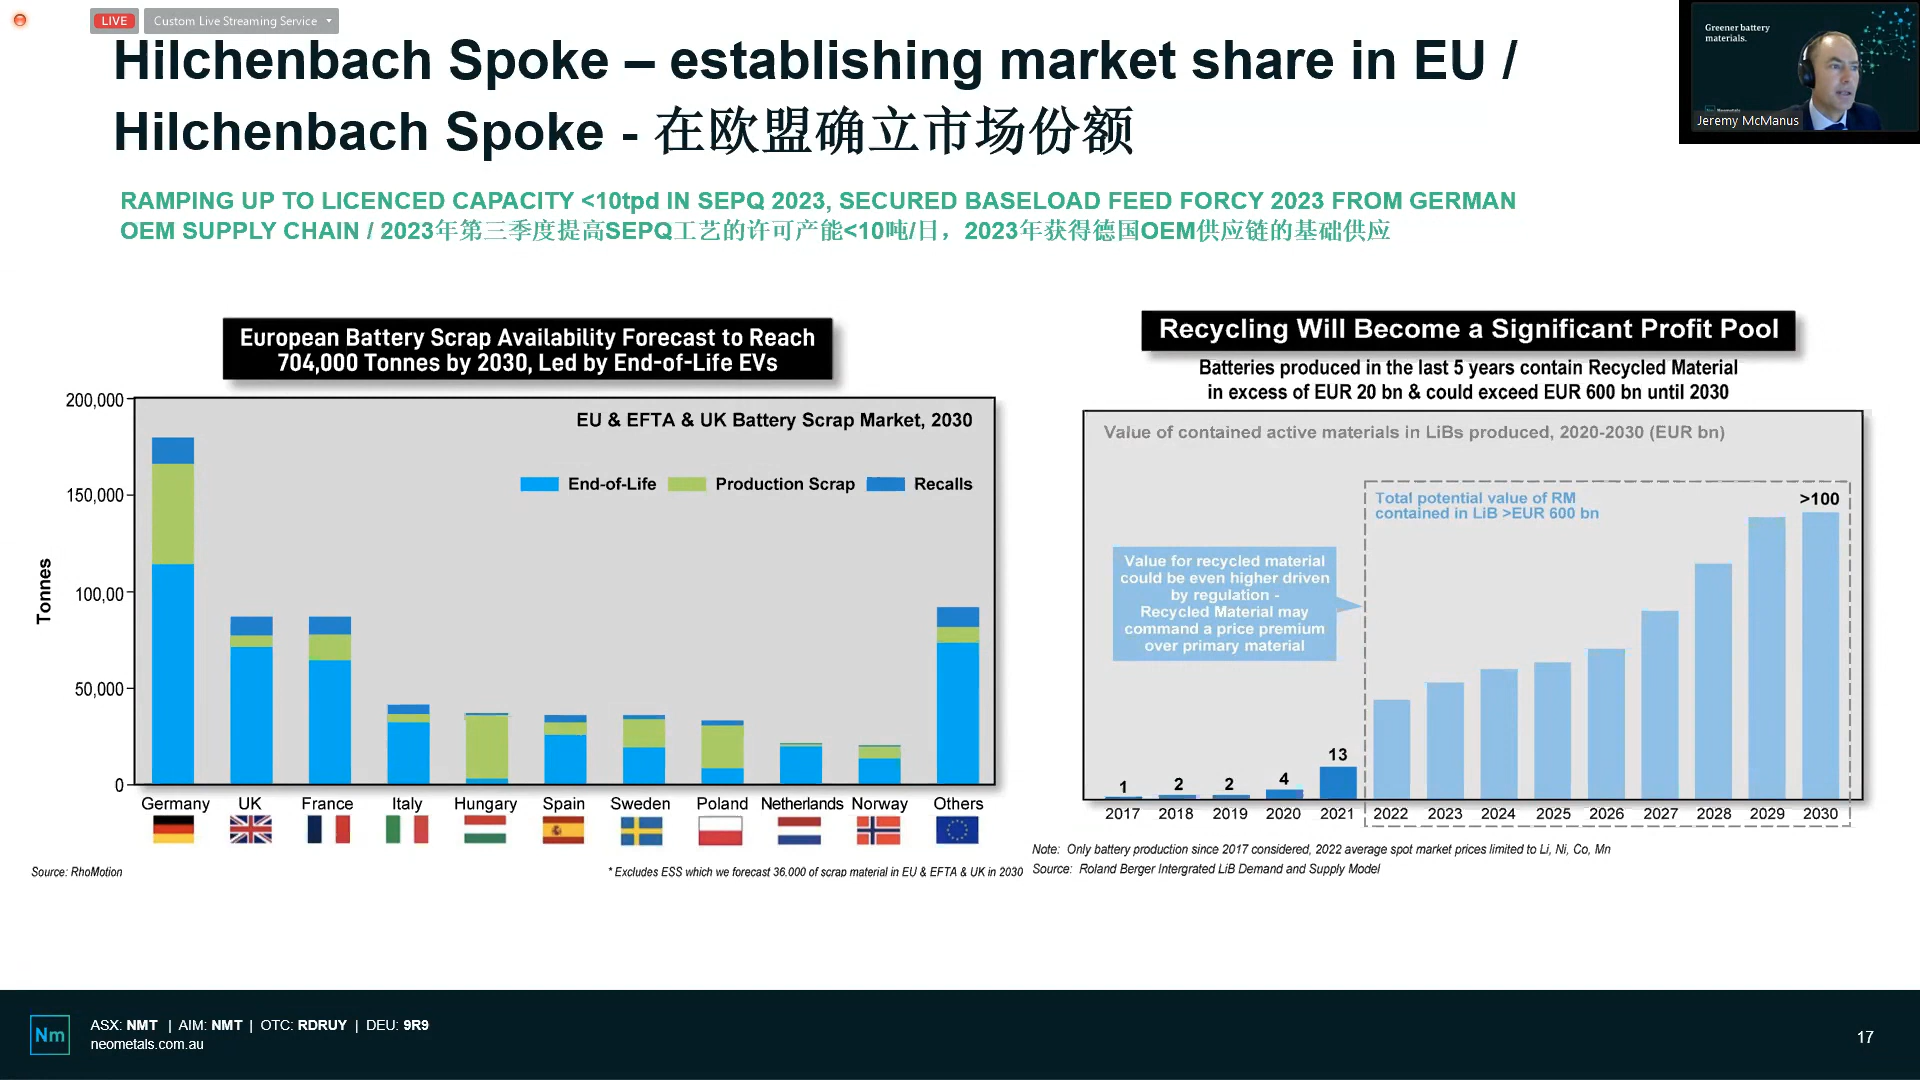 LIVE
Custom Live Streaming Service
Hilchenbach Spoke – establishing market share in EU /
Hilchenbach Spoke - 在欧盟确立市场份额
Greener battery
materials.
Nm Neometals
Jeremy McManus
RAMPING UP TO LICENCED CAPACITY <10tpd IN SEPQ 2023, SECURED BASELOAD FEED FORCY 2023 FROM GERMAN
OEM SUPPLY CHAIN / 2023年第三季度提高SEPQ工艺的许可产能<10吨/日，2023年获得德国OEM供应链的基础供应
European Battery Scrap Availability Forecast to Reach
704,000 Tonnes by 2030, Led by End-of-Life EVs
EU & EFTA & UK Battery Scrap Market, 2030
End-of-Life Production Scrap Recalls
Tonnes
200,000
150,000
100,00
50,000
0
Germany UK France Italy Hungary Spain Sweden Poland Netherlands Norway Others
Source: RhoMotion
* Excludes ESS which we forecast 36.000 of scrap material in EU & EFTA & UK in 2030
Recycling Will Become a Significant Profit Pool
Batteries produced in the last 5 years contain Recycled Material
in excess of EUR 20 bn & could exceed EUR 600 bn until 2030
Value of contained active materials in LiBs produced, 2020-2030 (EUR bn)
Total potential value of RM
contained in LiB >EUR 600 bn
>100
Value for recycled material
could be even higher driven
by regulation -
Recycled Material may
command a price premium
over primary material
1 2 2 4 13
2017 2018 2019 2020 2021 2022 2023 2024 2025 2026 2027 2028 2029 2030
Note: Only battery production since 2017 considered, 2022 average spot market prices limited to Li, Ni, Co, Mn
Source: Roland Berger Intergrated LiB Demand and Supply Model
Nm
ASX: NMT | AIM: NMT | OTC: RDRUY | DEU: 9R9
neometals.com.au
17